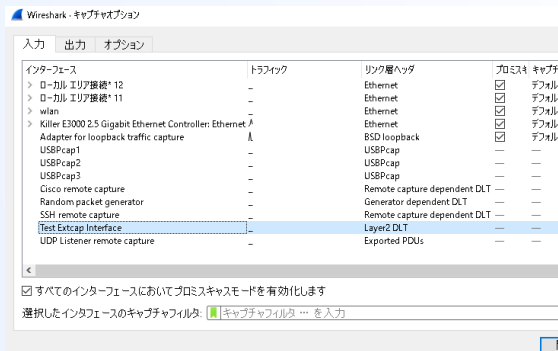 Wireshark · キャプチャオプション
入力 出力 オプション
インターフェース トラフィック リンク層ヘッダ プロミスキ キャプチ
ローカル エリア接続* 12 Ethernet デフォル
ローカル エリア接続* 11 Ethernet デフォル
wlan Ethernet デフォル
Killer E3000 2.5 Gigabit Ethernet Controller: Ethernet Ethernet デフォル
Adapter for loopback traffic capture BSD loopback デフォル
USBPcap1 USBPcap — —
USBPcap2 USBPcap — —
USBPcap3 USBPcap — —
Cisco remote capture Remote capture dependent DLT — —
Random packet generator Generator dependent DLT — —
SSH remote capture Remote capture dependent DLT — —
Test Extcap Interface Layer2 DLT — —
UDP Listener remote capture Exported PDUs — —
すべてのインターフェースにおいてプロミスキャスモードを有効化します
選択したインタフェースのキャプチャフィルタ: キャプチャフィルタ … を入力